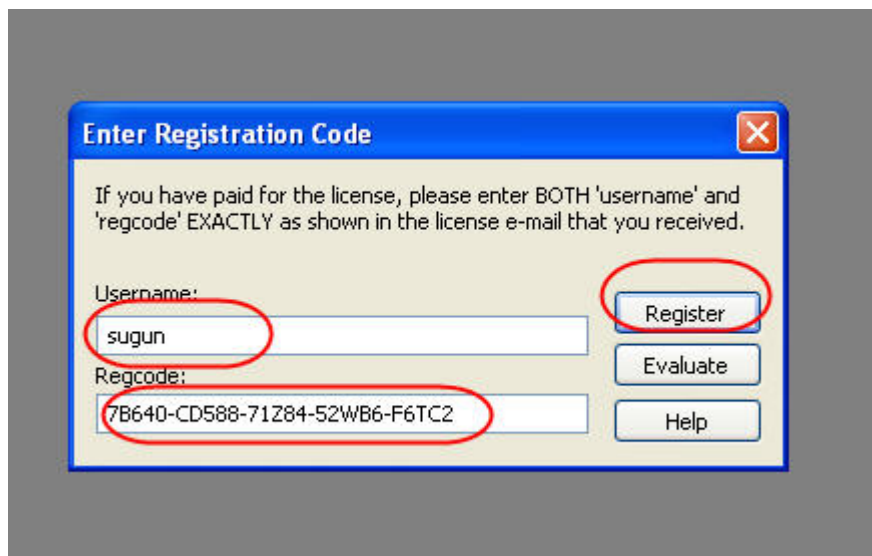 Enter Registration Code
If you have paid for the license, please enter BOTH 'username' and
'regcode' EXACTLY as shown in the license e-mail that you received.
Username:
sugun
Register
Evaluate
Regcode:
7B640-CD588-71Z84-52WB6-F6TC2
Help